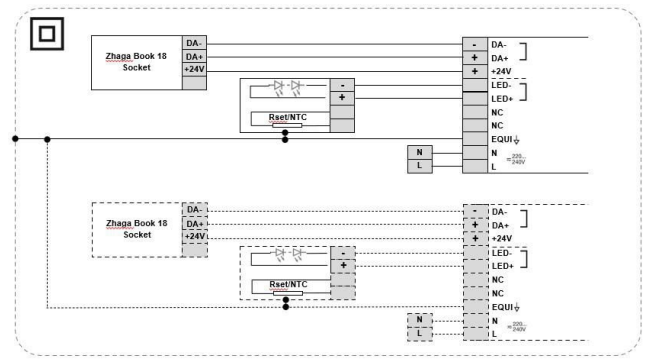 Zhaga Book 18
Socket
DA-
DA+
+24V
-
+
Rset/NTC
-
+
+
DA-
DA+
+24V
LED-
LED+
NC
NC
EQUI
N
L
N
L
≂ 220...
240V
Zhaga Book 18
Socket
DA-
DA+
+24V
-
+
Rset/NTC
-
+
+
DA-
DA+
+24V
LED-
LED+
NC
NC
EQUI
N
L
N
L
≂ 220...
240V